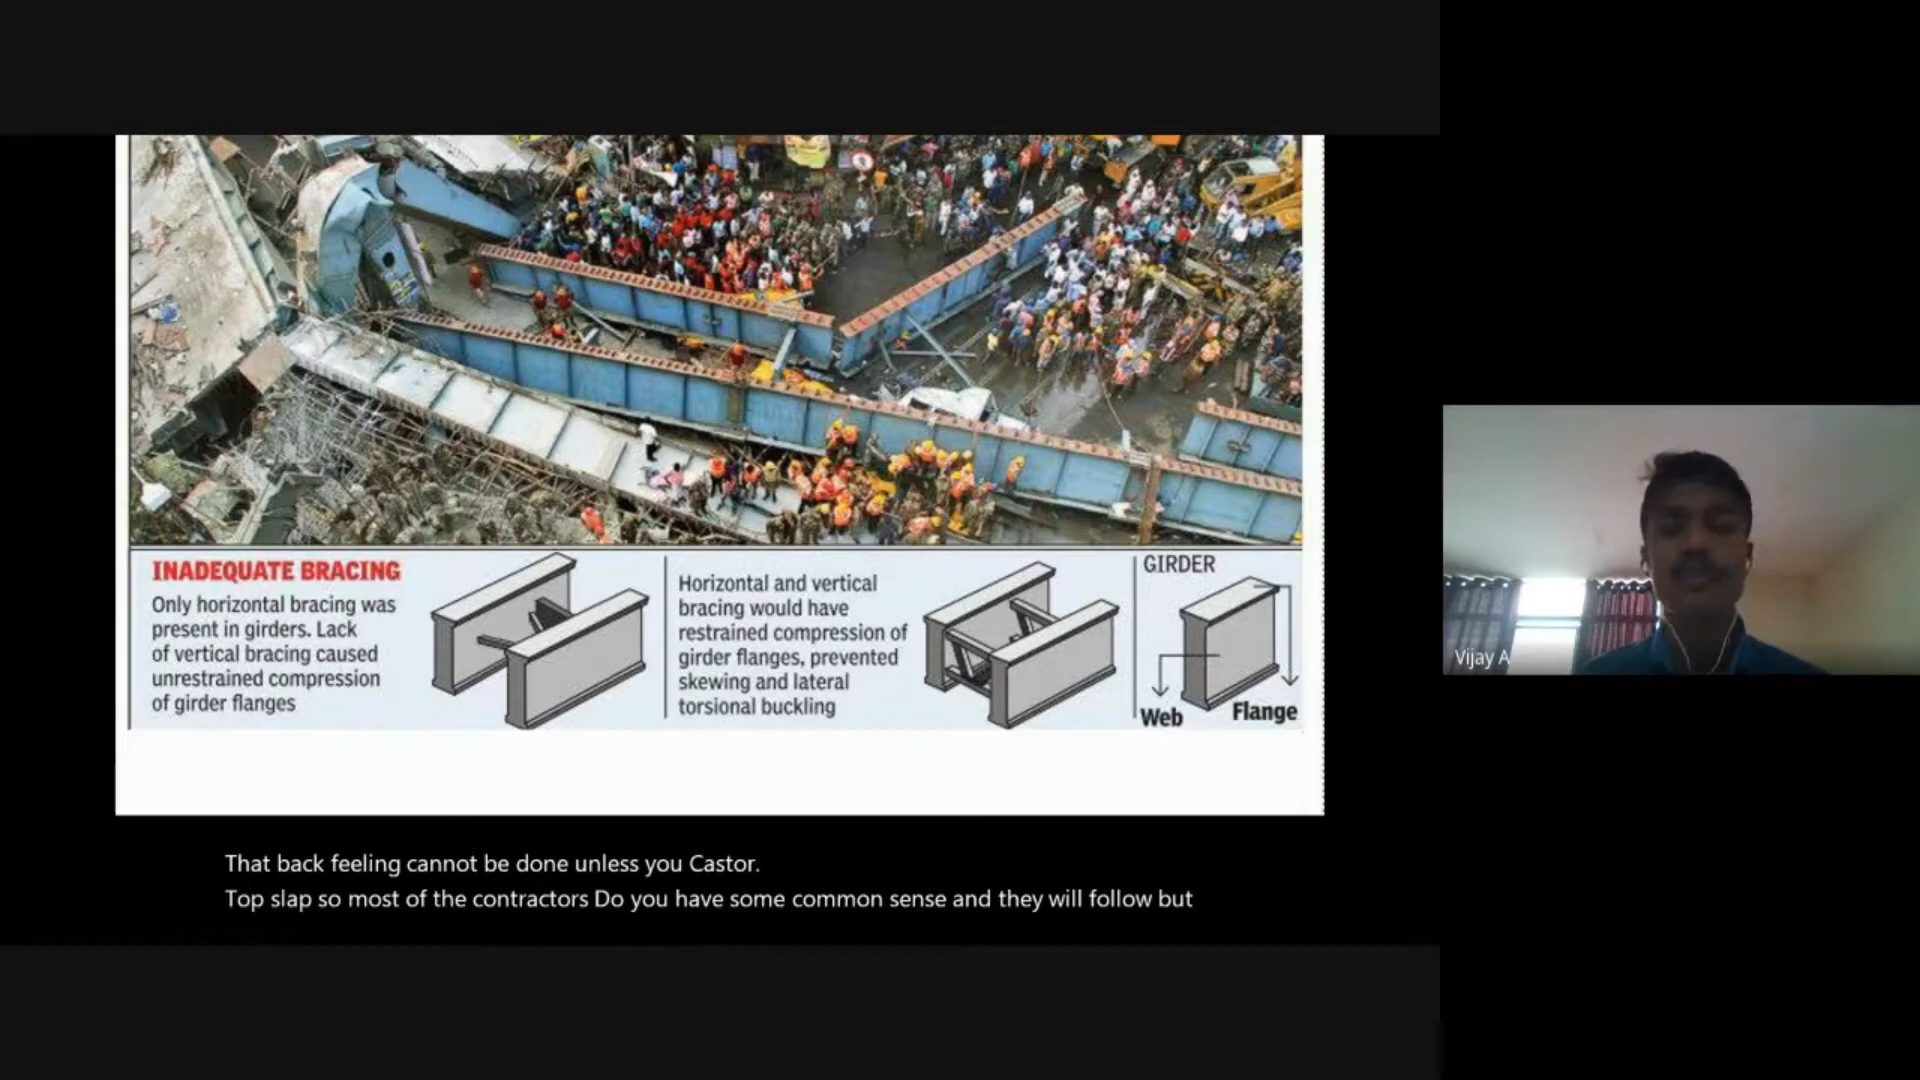 INADEQUATE BRACING
Only horizontal bracing was
present in girders. Lack
of vertical bracing caused
unrestrained compression
of girder flanges
Horizontal and vertical
bracing would have
restrained compression of
girder flanges, prevented
skewing and lateral
torsional buckling
GIRDER
Web
Flange
Vijay A
That back feeling cannot be done unless you Castor.
Top slap so most of the contractors Do you have some common sense and they will follow but